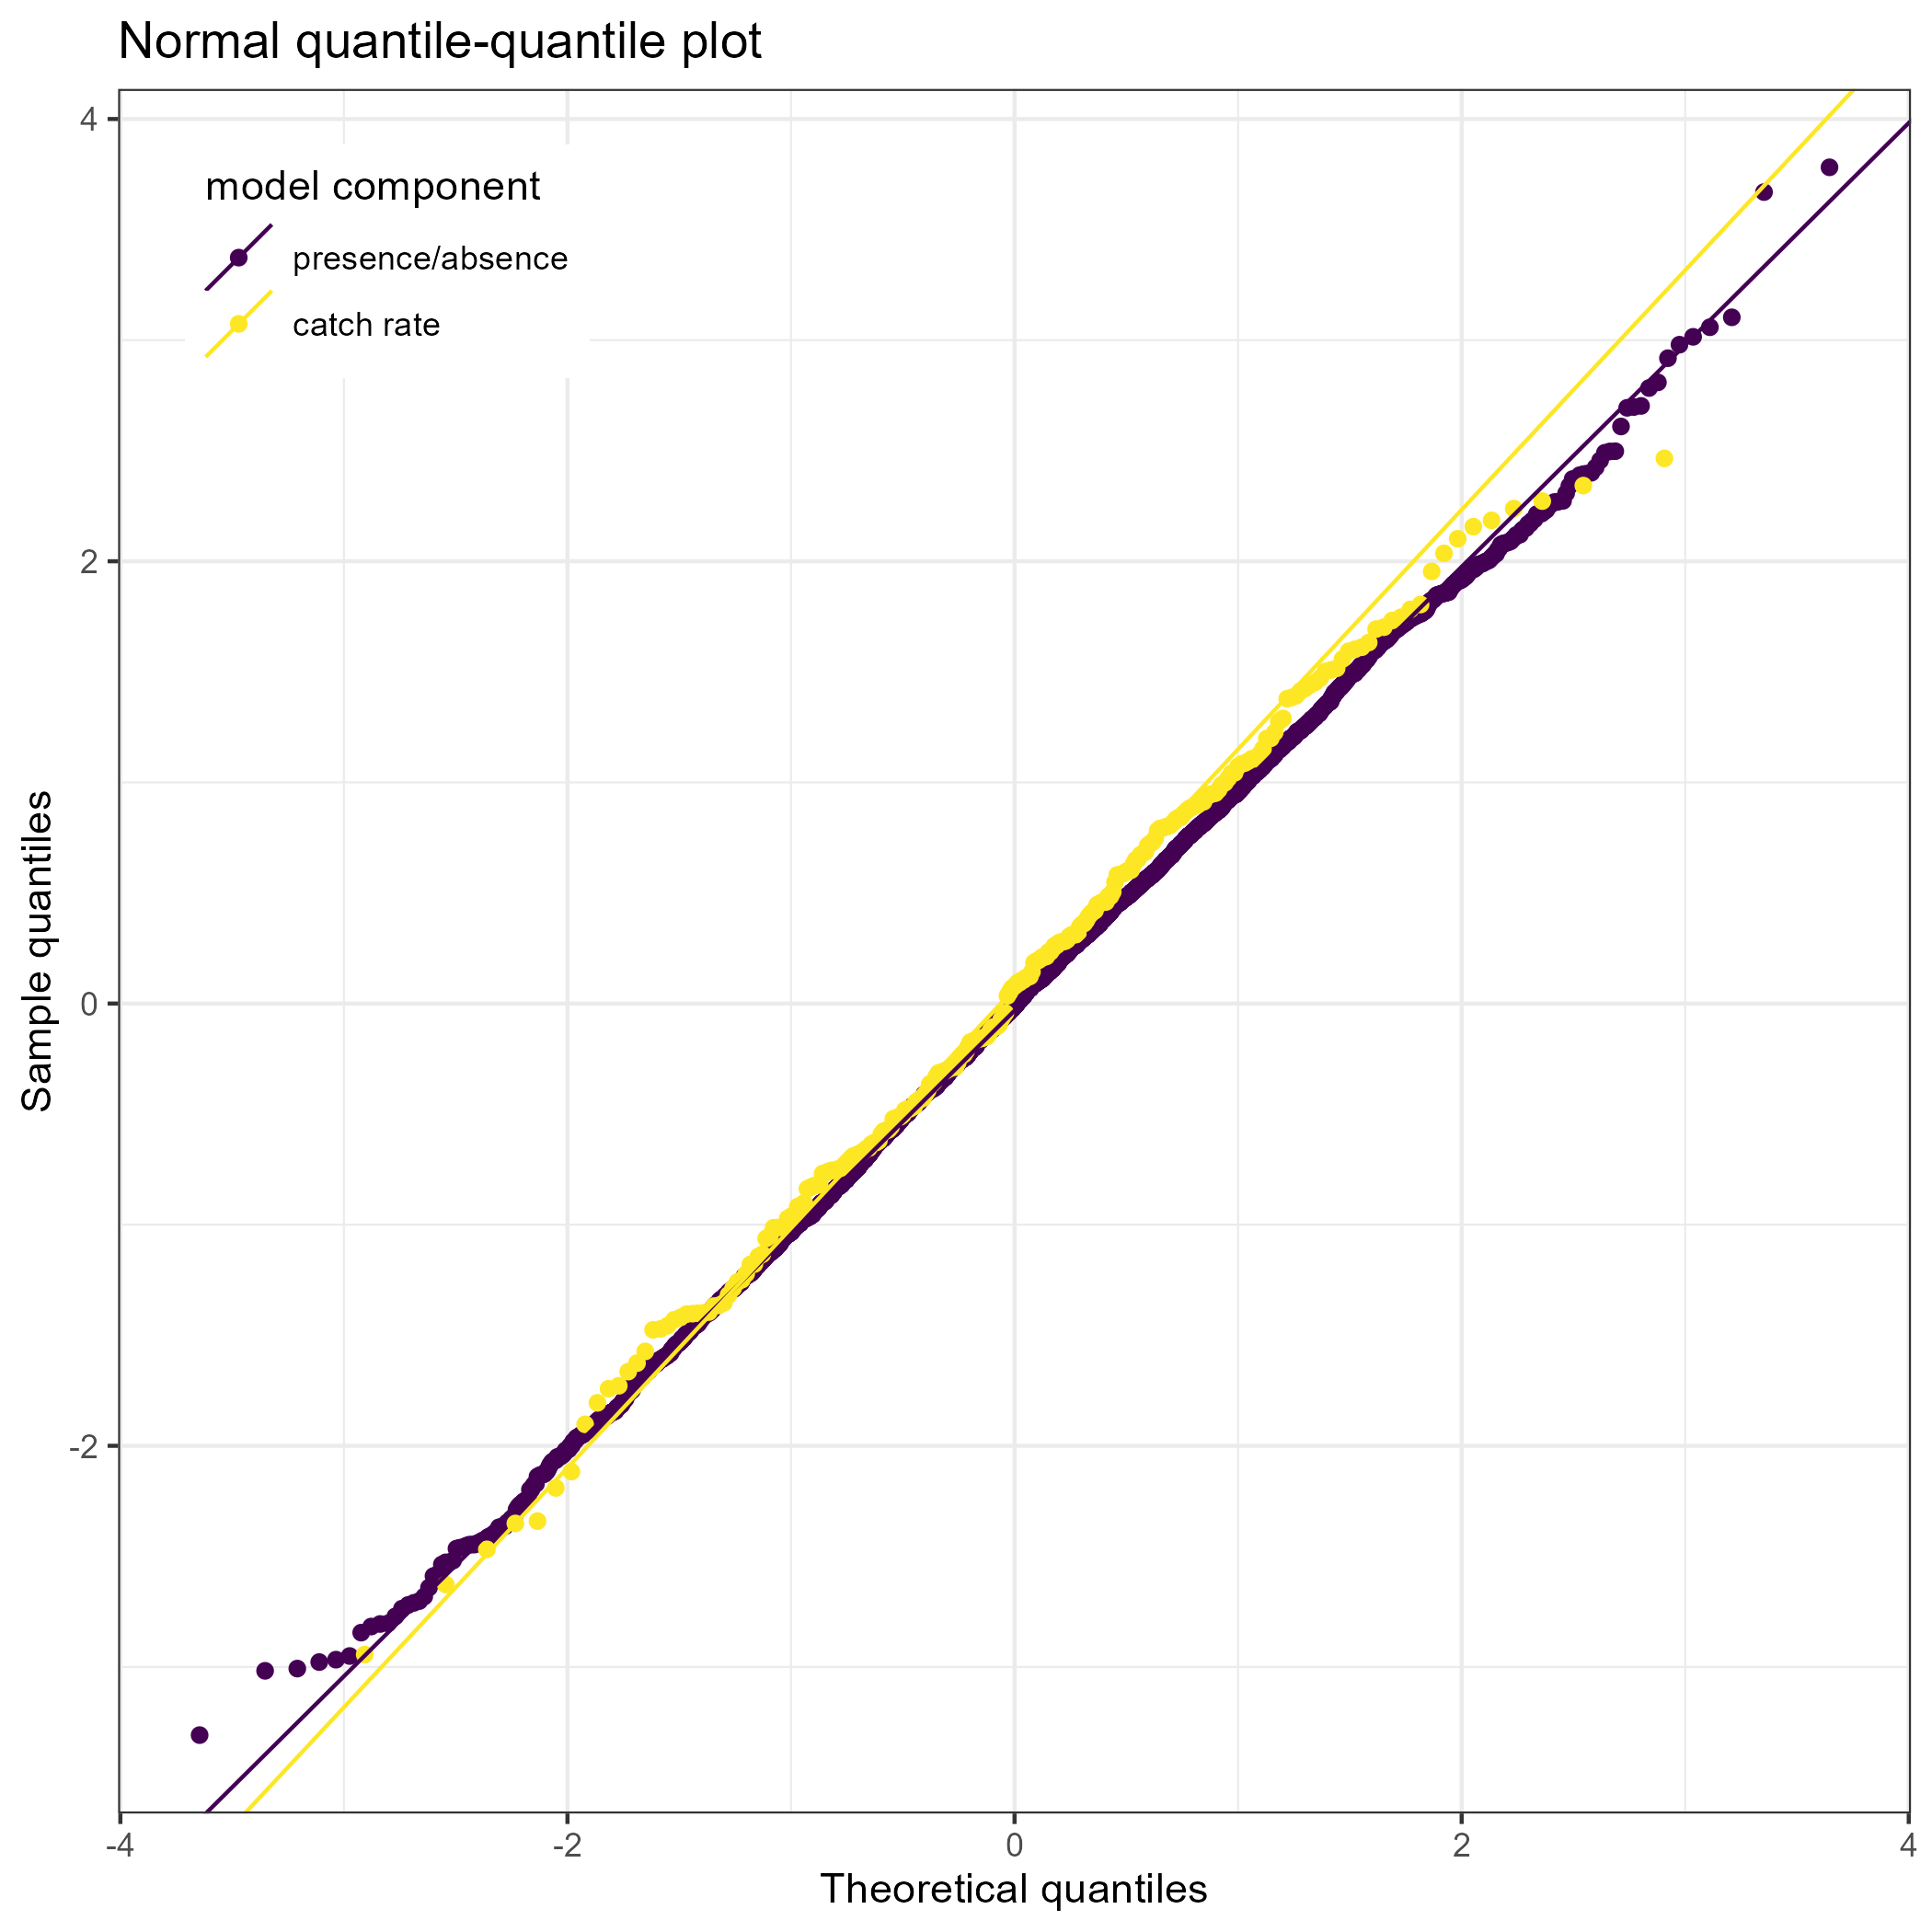 Normal quantile-quantile plot
model component
presence/absence
catch rate
4
2
0
-2
Sample quantiles
-4
-2
0
2
4
Theoretical quantiles